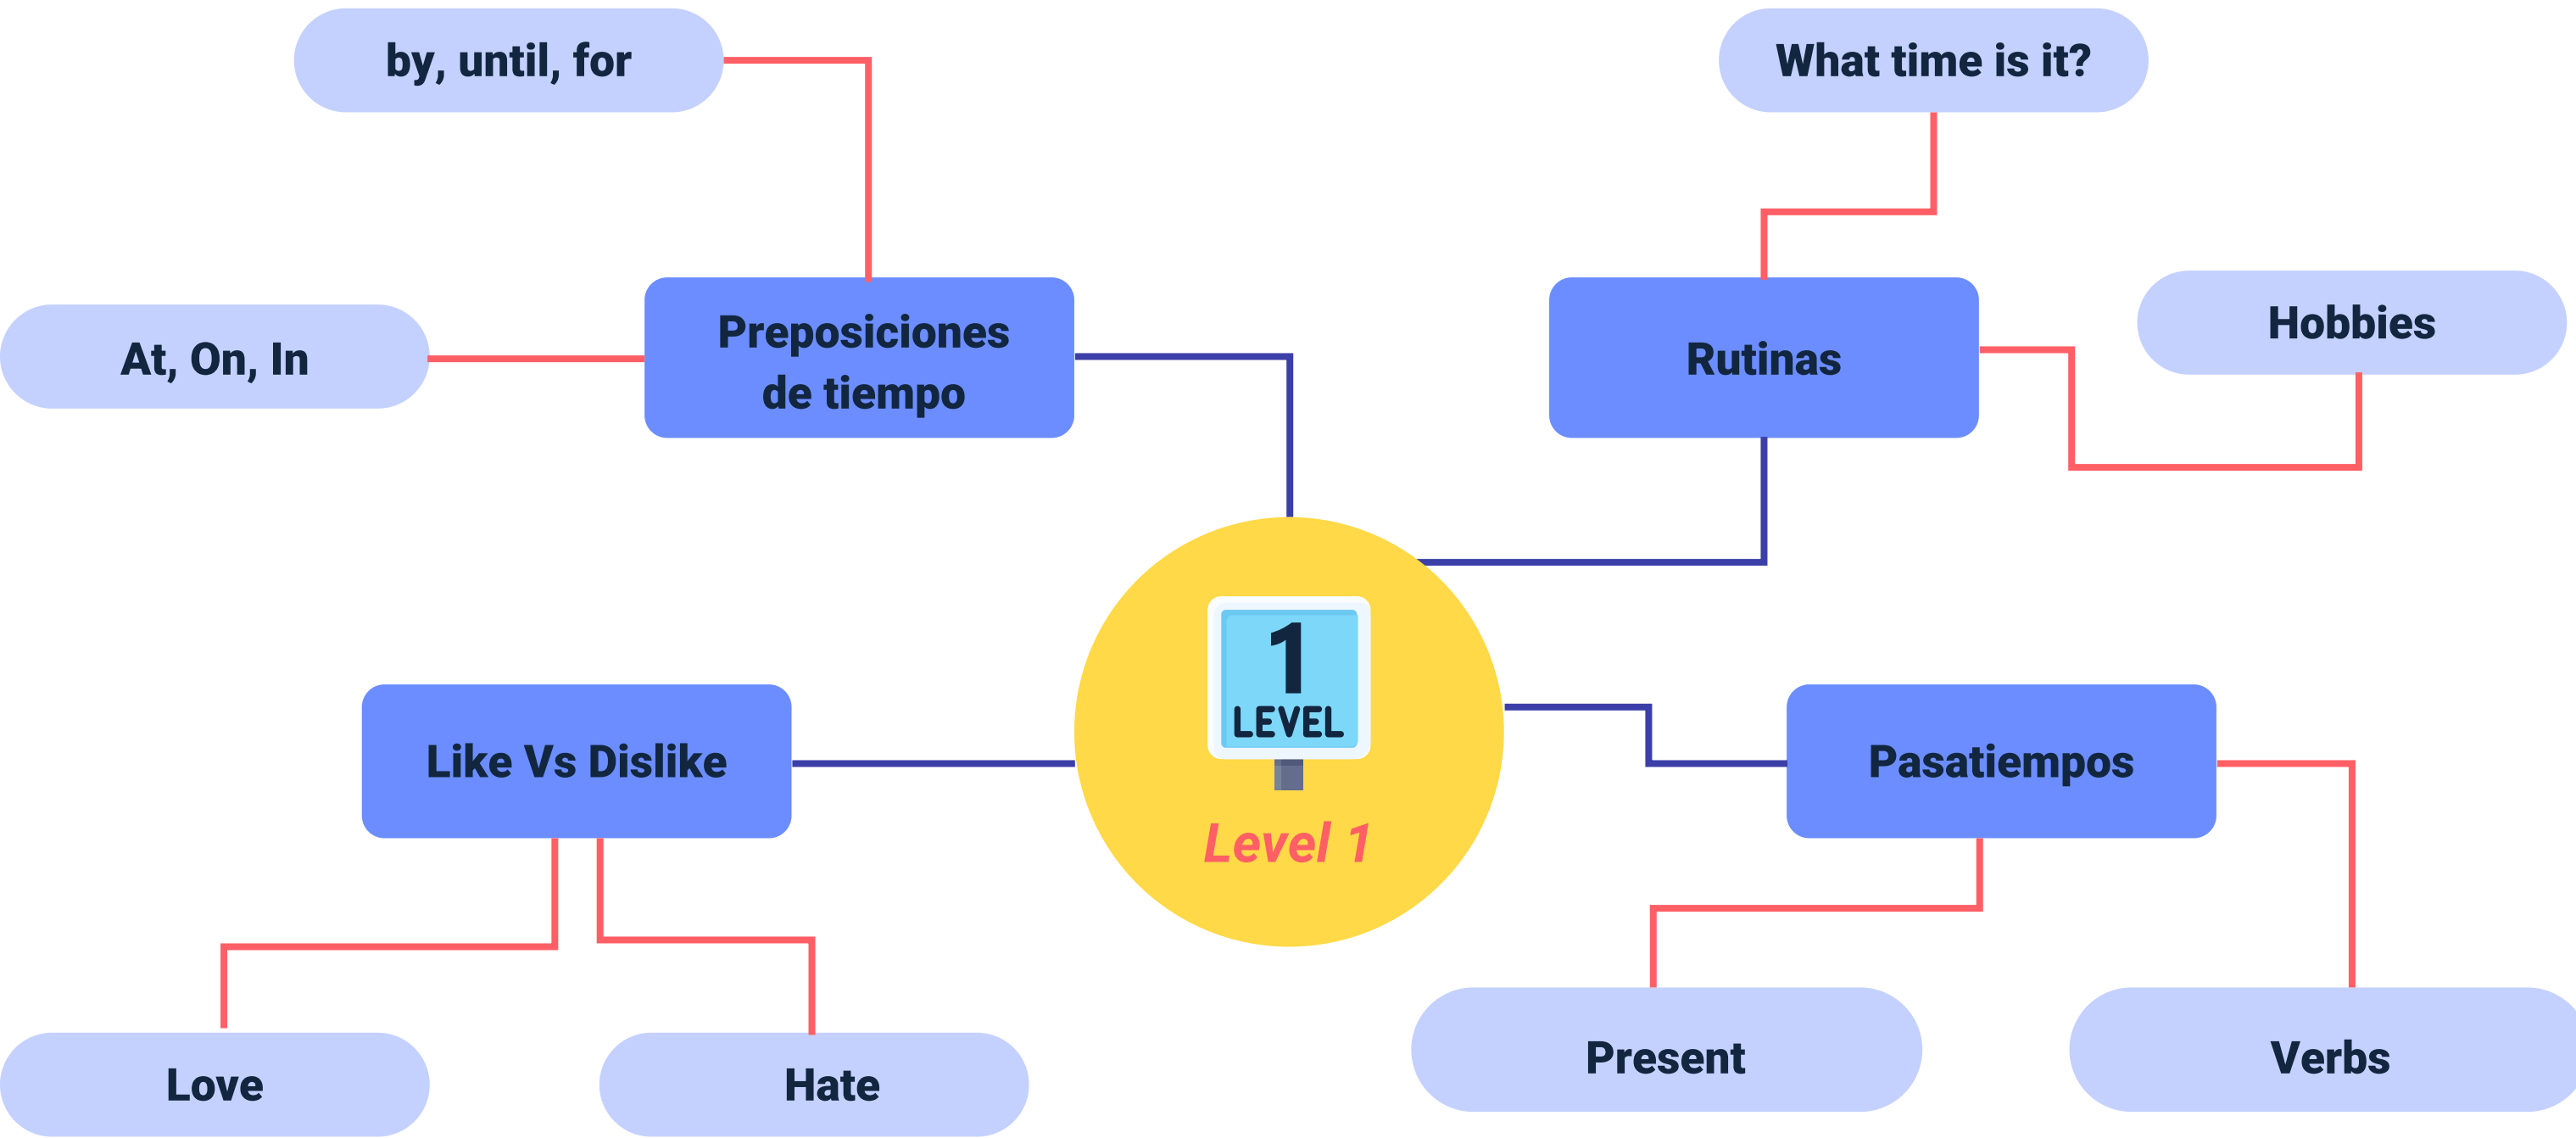 by, until, for
What time is it?
At, On, In
Preposiciones
de tiempo
Rutinas
Hobbies
1
LEVEL
Level 1
Like Vs Dislike
Pasatiempos
Love
Hate
Present
Verbs